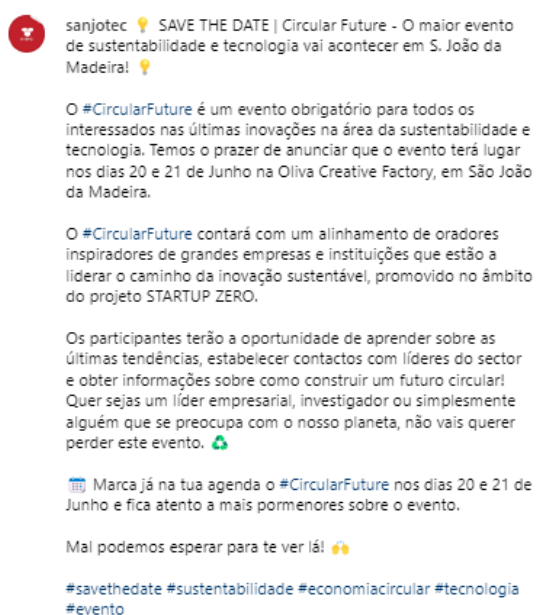 sanjotec 💡 SAVE THE DATE | Circular Future - O maior evento
de sustentabilidade e tecnologia vai acontecer em S. João da
Madeira! 💡
O #CircularFuture é um evento obrigatório para todos os
interessados nas últimas inovações na área da sustentabilidade e
tecnologia. Temos o prazer de anunciar que o evento terá lugar
nos dias 20 e 21 de Junho na Oliva Creative Factory, em São João
da Madeira.
O #CircularFuture contará com um alinhamento de oradores
inspiradores de grandes empresas e instituições que estão a
liderar o caminho da inovação sustentável, promovido no âmbito
do projeto STARTUP ZERO.
Os participantes terão a oportunidade de aprender sobre as
últimas tendências, estabelecer contactos com líderes do sector
e obter informações sobre como construir um futuro circular!
Quer sejas um líder empresarial, investigador ou simplesmente
alguém que se preocupa com o nosso planeta, não vais querer
perder este evento. ♻️
🗓️ Marca já na tua agenda o #CircularFuture nos dias 20 e 21 de
Junho e fica atento a mais pormenores sobre o evento.
Mal podemos esperar para te ver lá! 🙌
#savethedate #sustentabilidade #economiacircular #tecnologia
#evento